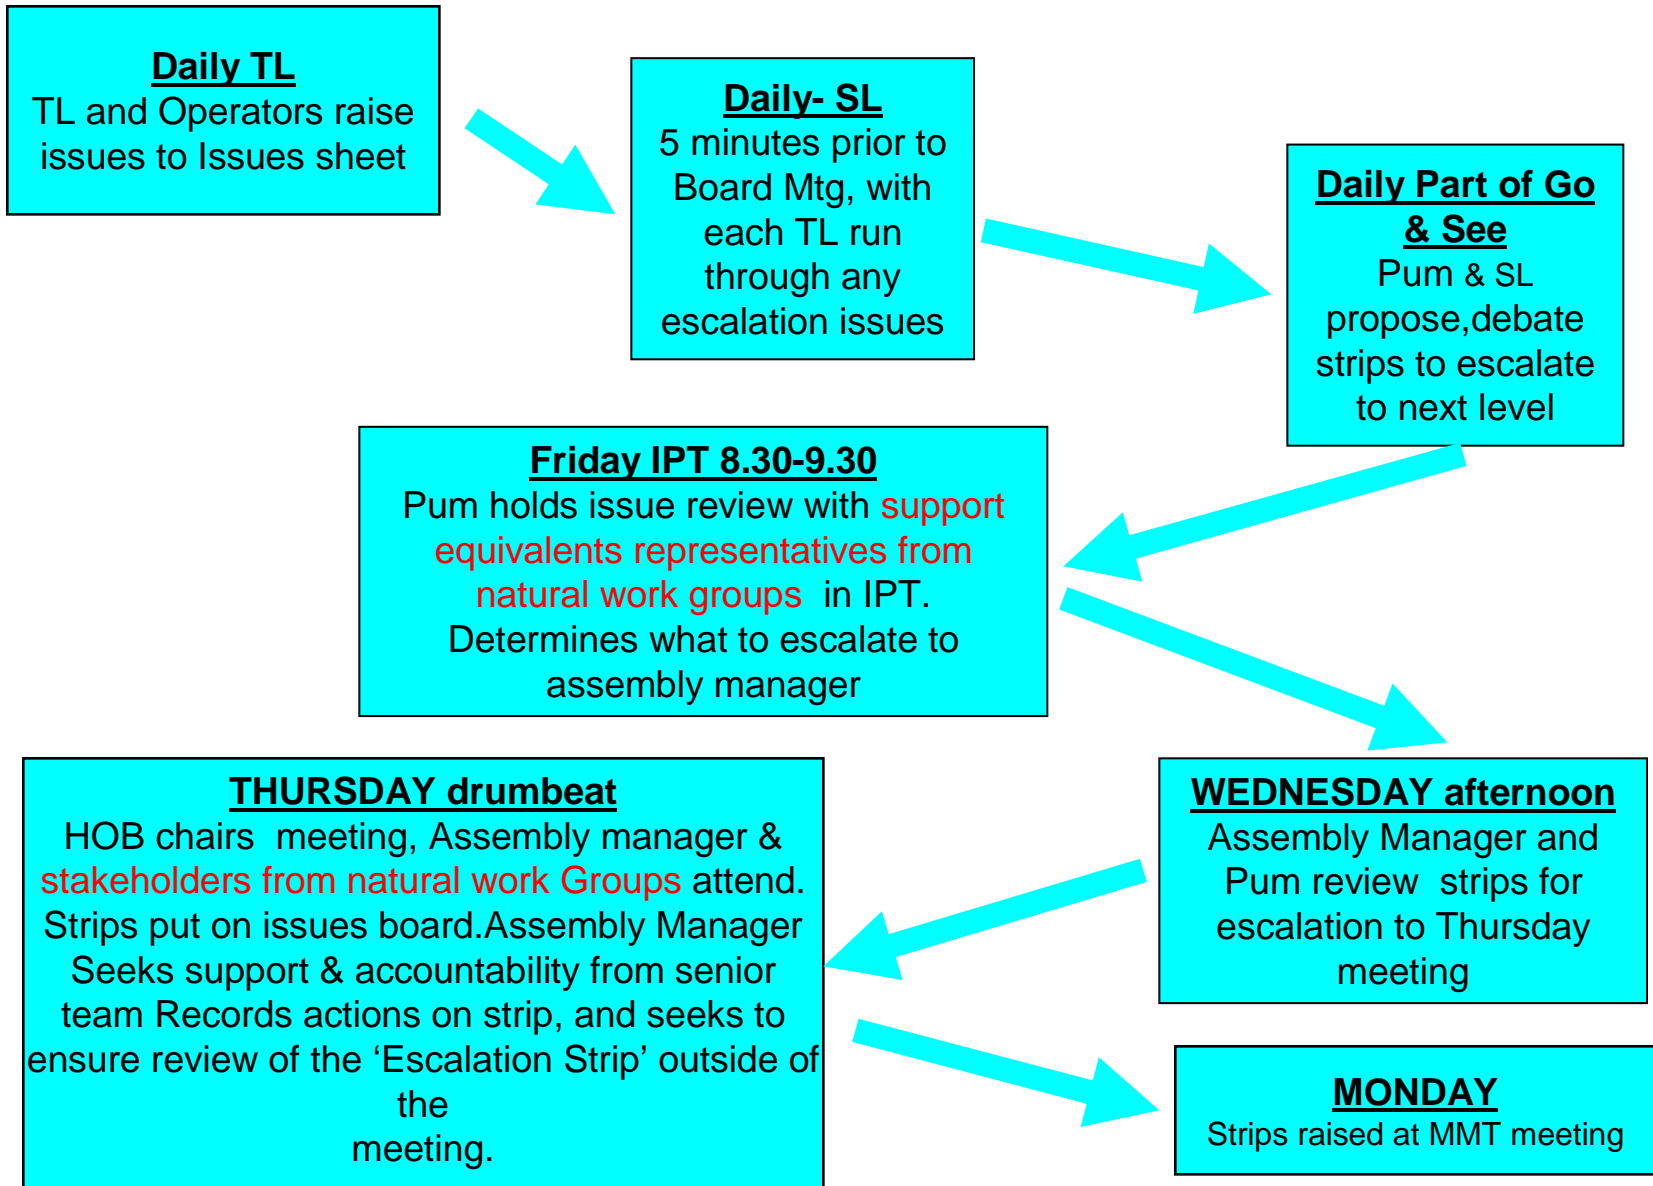 Daily TL
TL and Operators raise
issues to Issues sheet
Daily- SL
5 minutes prior to
Board Mtg, with
each TL run
through any
escalation issues
Daily Part of Go
& See
Pum & SL
propose,debate
strips to escalate
to next level
Friday IPT 8.30-9.30
Pum holds issue review with support
equivalents representatives from
natural work groups in IPT.
Determines what to escalate to
assembly manager
WEDNESDAY afternoon
Assembly Manager and
Pum review strips for
escalation to Thursday
meeting
THURSDAY drumbeat
HOB chairs meeting, Assembly manager &
stakeholders from natural work Groups attend.
Strips put on issues board.Assembly Manager
Seeks support & accountability from senior
team Records actions on strip, and seeks to
ensure review of the ‘Escalation Strip’ outside of
the
meeting.
MONDAY
Strips raised at MMT meeting